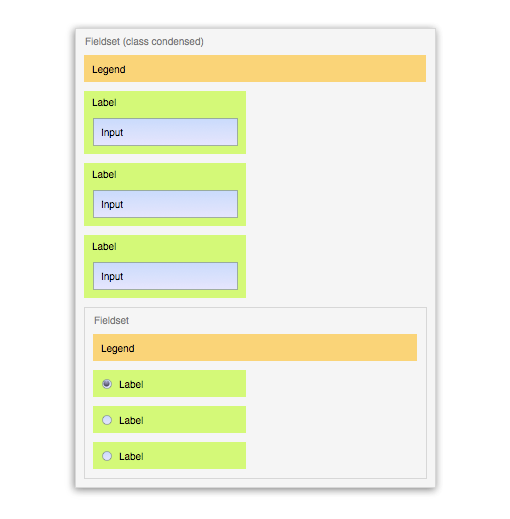 Fieldset (class condensed)
Legend
Label
Input
Label
Input
Label
Input
Fieldset
Legend
Label
Label
Label